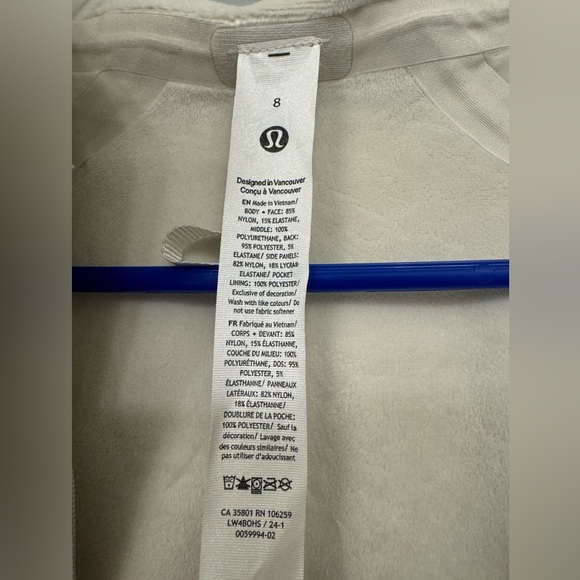 8
Designed in Vancouver
Conçu à Vancouver
EN Made in Vietnam/
BODY • FACE: 85%
NYLON, 15% ELASTANE,
MIDDLE: 100%
POLYURETHANE, BACK:
95% POLYESTER, 5%
ELASTANE/ SIDE PANELS:
82% NYLON, 18% LYCRA®
ELASTANE/ POCKET
LINING: 100% POLYESTER/
Exclusive of decoration/
Wash with like colours/ Do
not use fabric softener
FR Fabriqué au Vietnam/
CORPS • DEVANT: 85%
NYLON, 15% ÉLASTHANNE,
COUCHE DU MILIEU: 100%
POLYURÉTHANE, DOS: 95%
POLYESTER, 5%
ÉLASTHANNE/ PANNEAUX
LATÉRAUX: 82% NYLON,
18% ÉLASTHANNE/
DOUBLURE DE LA POCHE:
100% POLYESTER/ Sauf la
décoration/ Lavage avec
des couleurs similaires/ Ne
pas utiliser d'adoucissant
CA 35801 RN 106259
LW4BOHS / 24-1
0059994-02